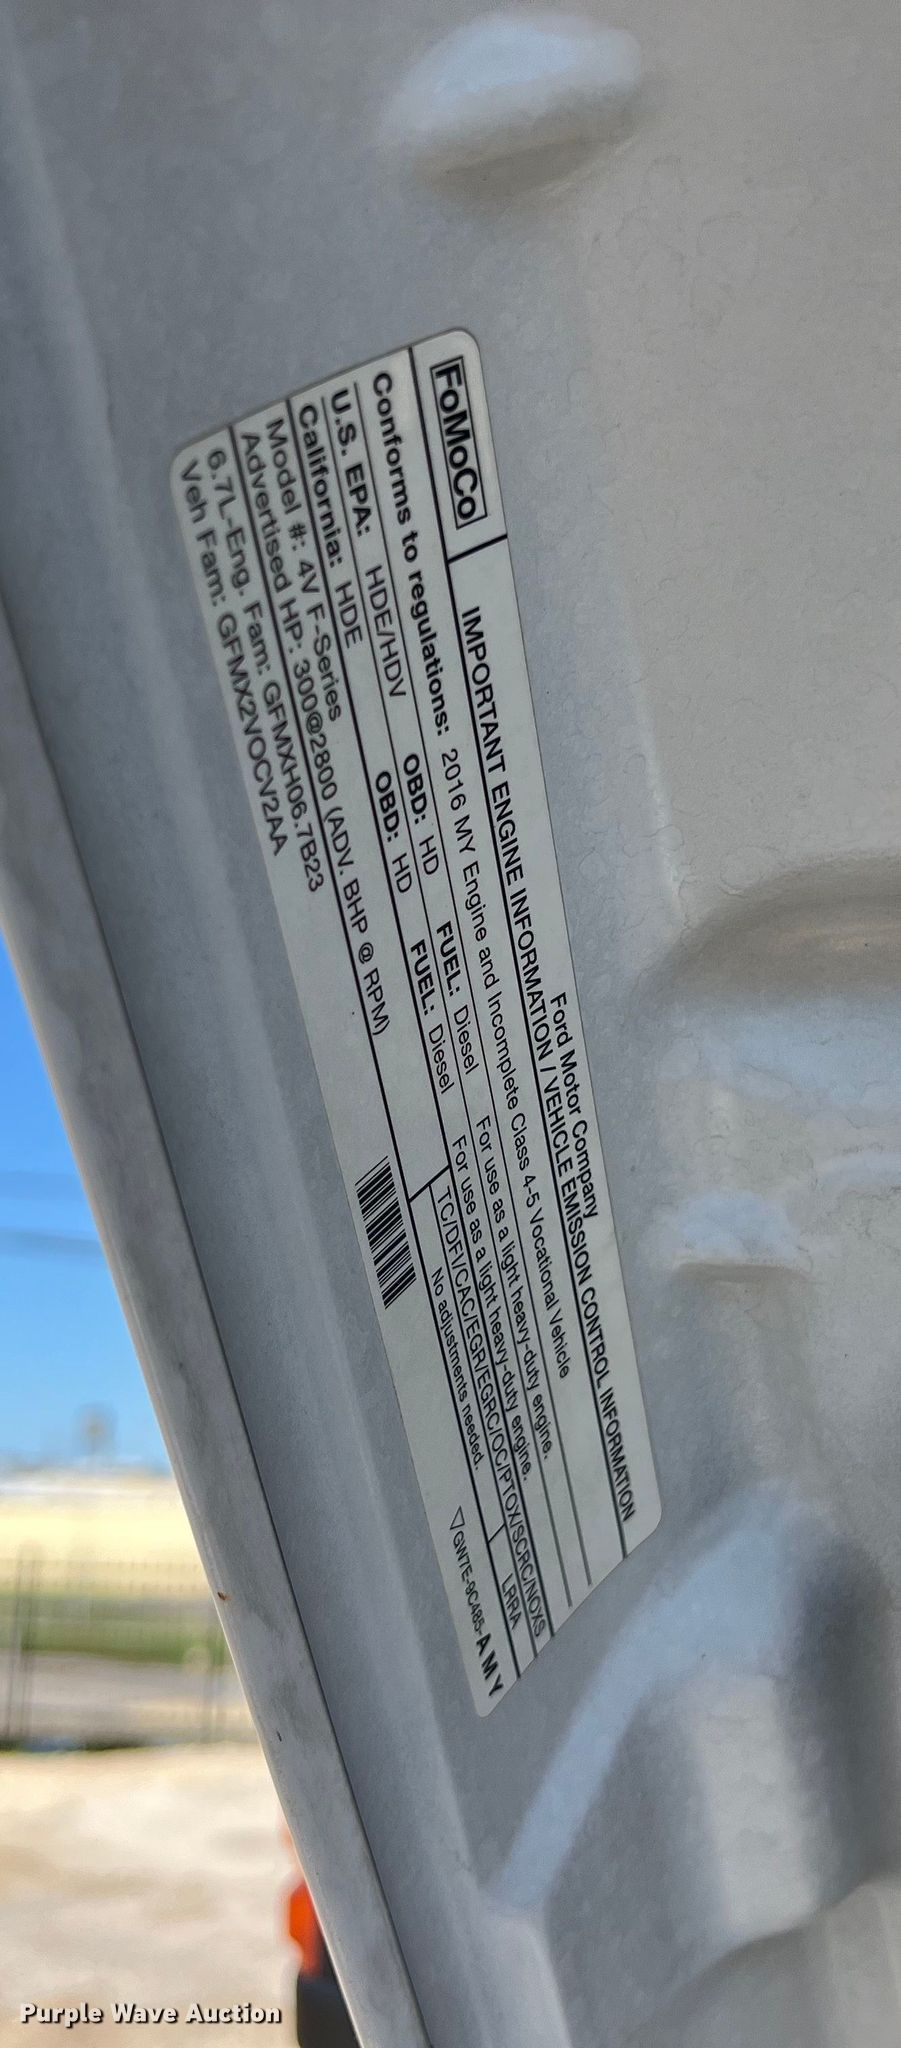 FoMoCo
Ford Motor Company
IMPORTANT ENGINE INFORMATION / VEHICLE EMISSION CONTROL INFORMATION
Conforms to regulations: 2016 MY Engine and Incomplete Class 4-5 Vocational Vehicle
U.S. EPA: HDE/HDV OBD: HD FUEL: Diesel For use as a light heavy-duty engine.
California: HDE OBD: HD FUEL: Diesel For use as a light heavy-duty engine.
Model #: 4V F-Series TC/DFI/CAC/EGR/EGRC/OC/PTOX/SCRC/NOXS
Advertised HP: 300@2800 (ADV. BHP @ RPM) No adjustments needed. LRRA
6.7L-Eng. Fam: GFMXH06.7B23
Veh Fam: GFMX2VOCV2AA
GW7E-9C485-AMY
Purple Wave Auction